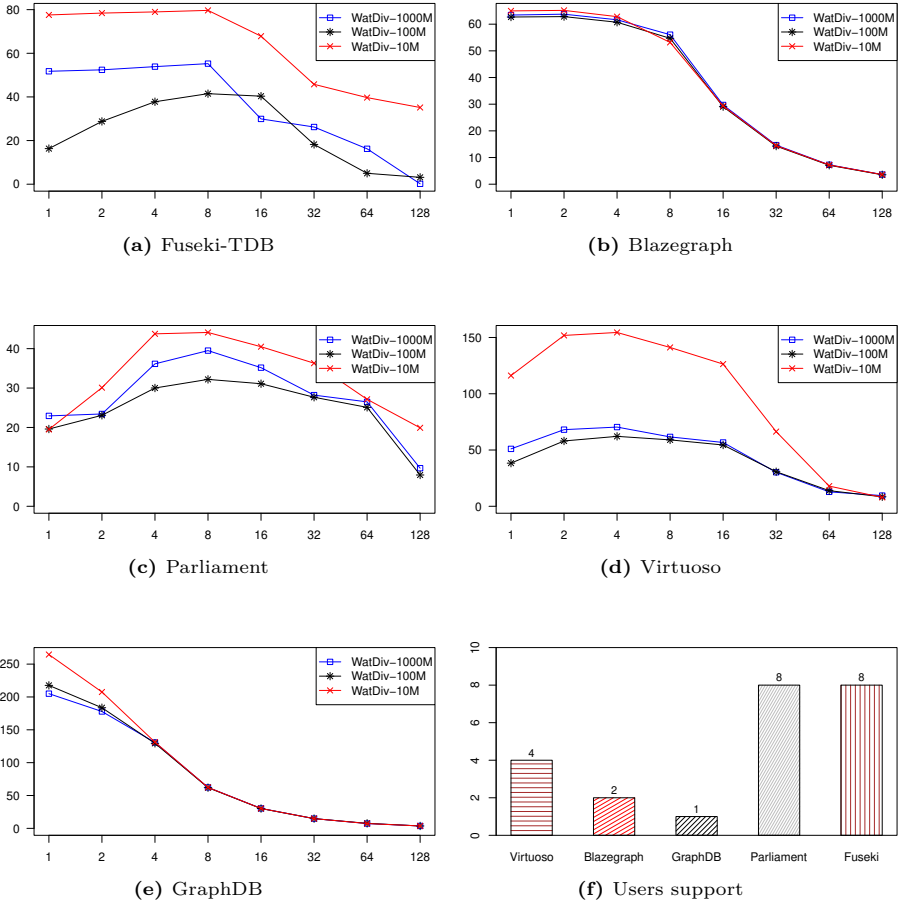 80
60
40
20
0
WatDiv−1000M
WatDiv−100M
WatDiv−10M
1 2 4 8 16 32 64 128
(a) Fuseki-TDB
60
50
40
30
20
10
0
WatDiv−1000M
WatDiv−100M
WatDiv−10M
1 2 4 8 16 32 64 128
(b) Blazegraph
40
30
20
10
0
WatDiv−1000M
WatDiv−100M
WatDiv−10M
1 2 4 8 16 32 64 128
(c) Parliament
150
100
50
0
WatDiv−1000M
WatDiv−100M
WatDiv−10M
1 2 4 8 16 32 64 128
(d) Virtuoso
250
200
150
100
50
0
WatDiv−1000M
WatDiv−100M
WatDiv−10M
1 2 4 8 16 32 64 128
(e) GraphDB
10
8
6
4
2
0
4
2
1
8
8
Virtuoso Blazegraph GraphDB Parliament Fuseki
(f) Users support